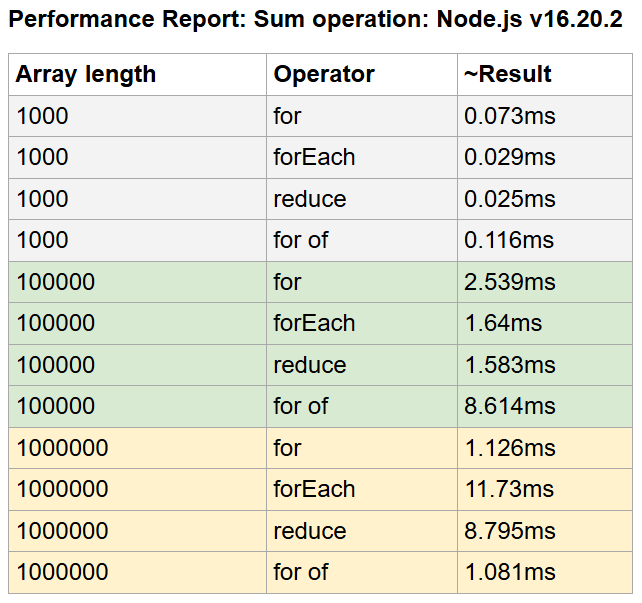 Performance Report: Sum operation: Node.js v16.20.2
Array length Operator ~Result
1000 for 0.073ms
1000 forEach 0.029ms
1000 reduce 0.025ms
1000 for of 0.116ms
100000 for 2.539ms
100000 forEach 1.64ms
100000 reduce 1.583ms
100000 for of 8.614ms
1000000 for 1.126ms
1000000 forEach 11.73ms
1000000 reduce 8.795ms
1000000 for of 1.081ms